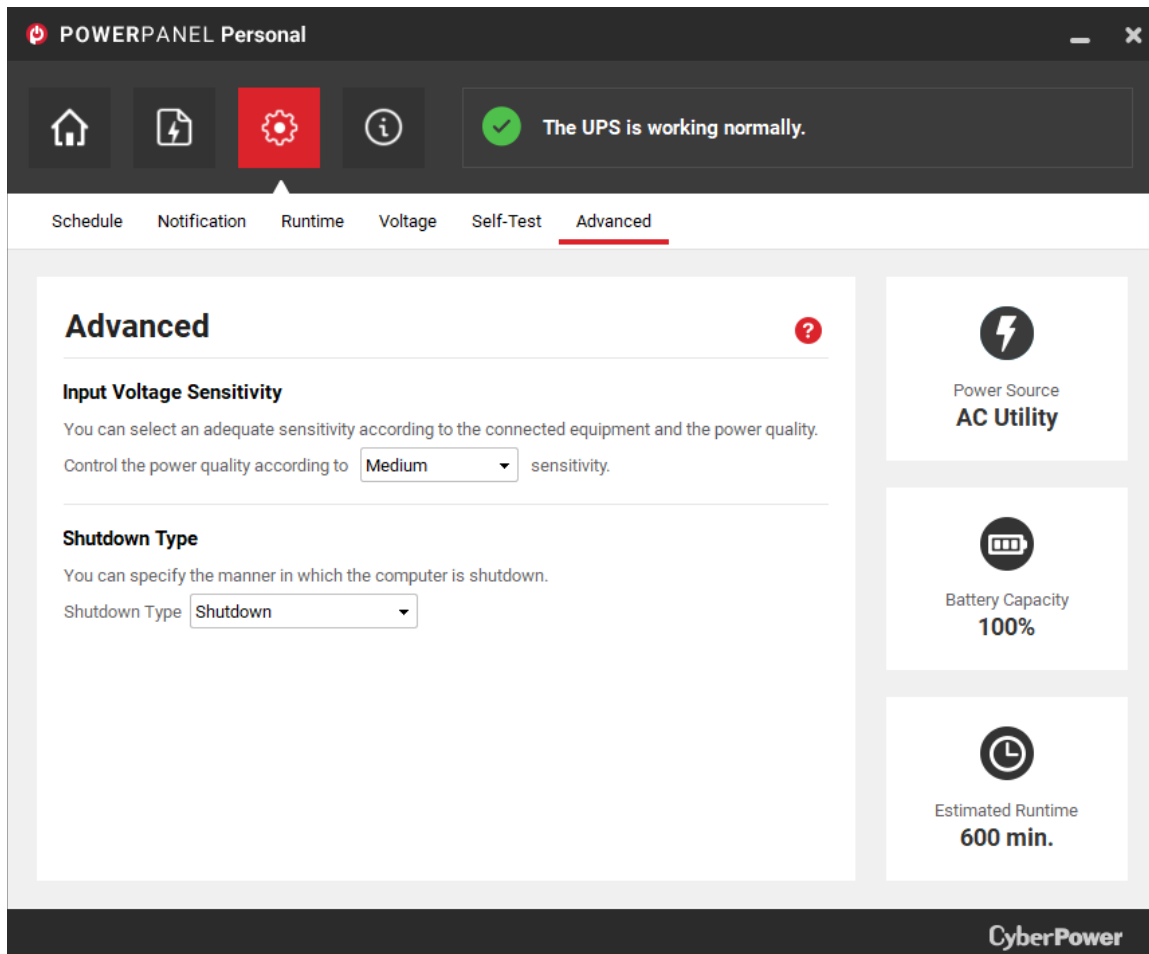 POWERPANEL Personal
The UPS is working normally.
Schedule Notification Runtime Voltage Self-Test Advanced
Advanced
?
Input Voltage Sensitivity
You can select an adequate sensitivity according to the connected equipment and the power quality.
Control the power quality according to Medium sensitivity.
Shutdown Type
You can specify the manner in which the computer is shutdown.
Shutdown Type Shutdown
Power Source
AC Utility
Battery Capacity
100%
Estimated Runtime
600 min.
CyberPower